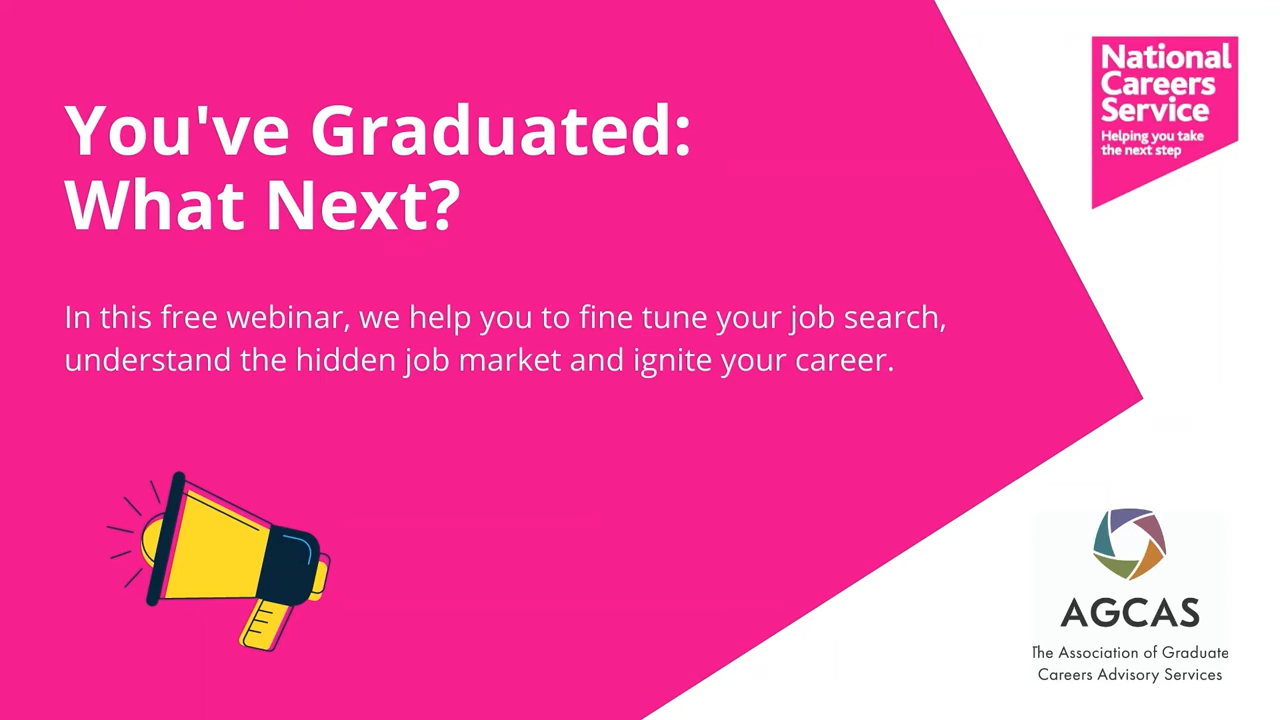 You've Graduated:
What Next?
In this free webinar, we help you to fine tune your job search,
understand the hidden job market and ignite your career.
National
Careers
Service
Helping you take
the next step
AGCAS
The Association of Graduate
Careers Advisory Services